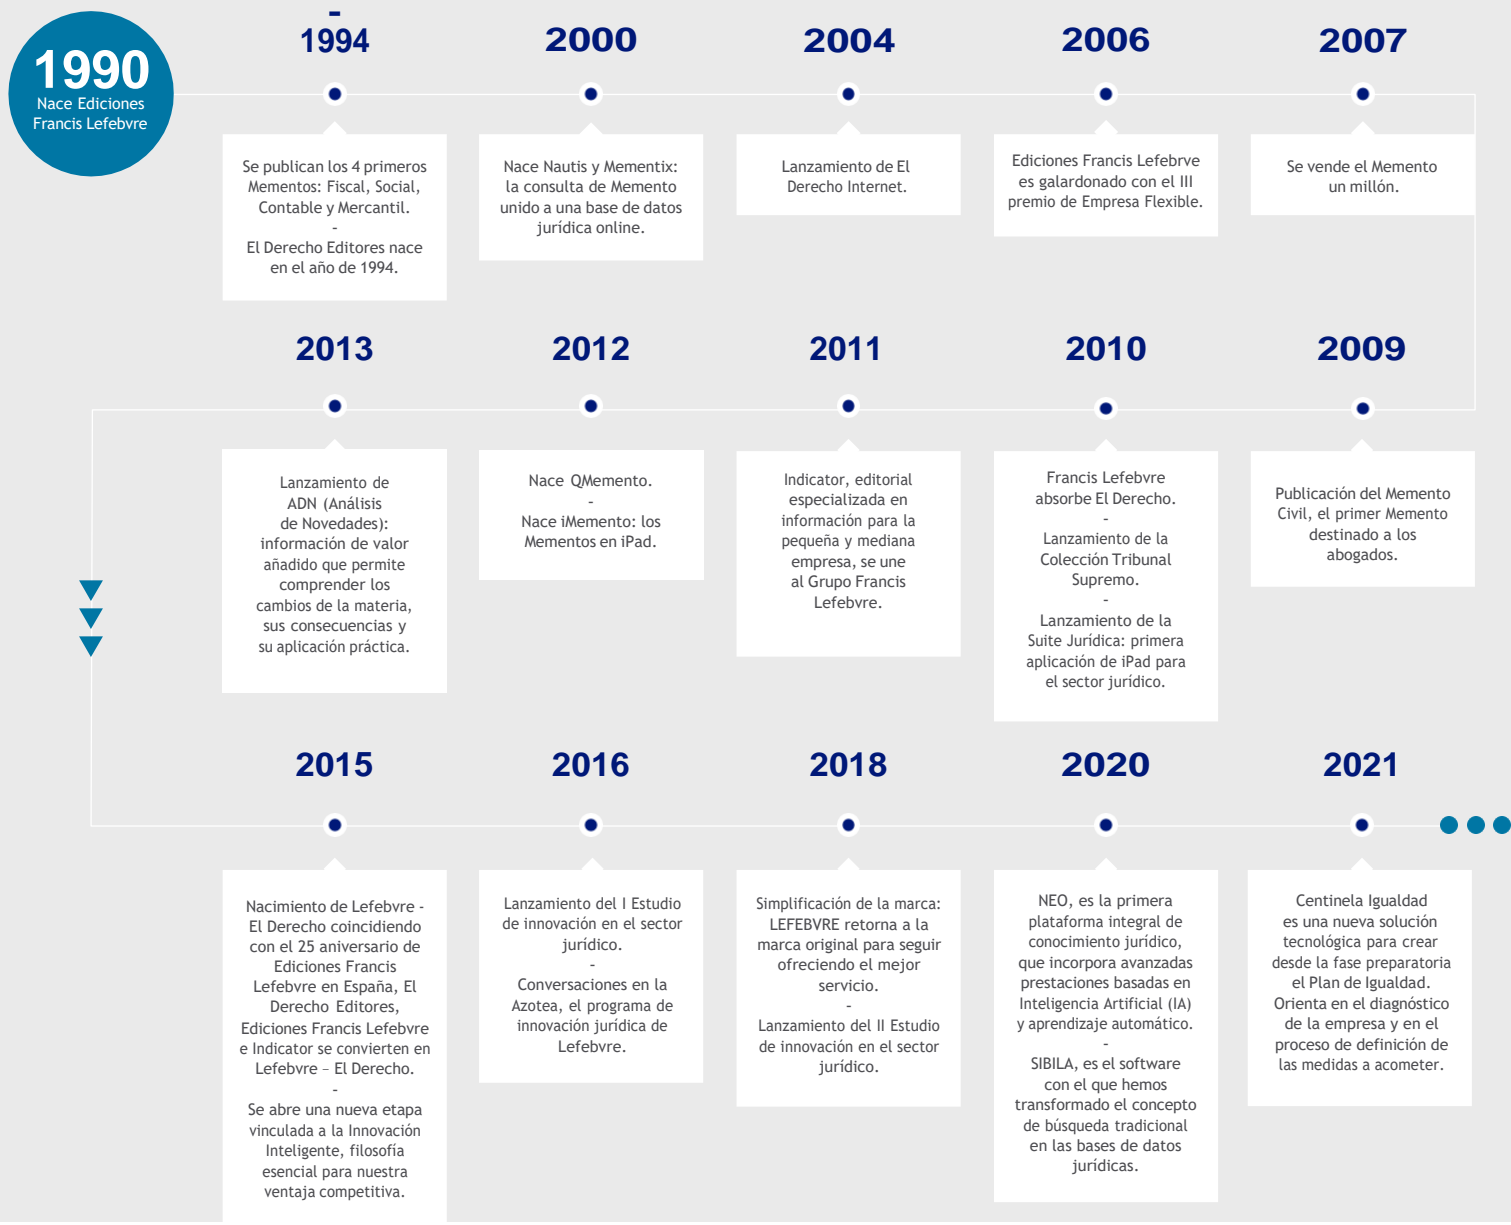 1990
Nace Ediciones
Francis Lefebvre
-
1994
Se publican los 4 primeros
Mementos: Fiscal, Social,
Contable y Mercantil.
-
El Derecho Editores nace
en el año de 1994.
2000
Nace Nautis y Mementix:
la consulta de Memento
unido a una base de datos
jurídica online.
2004
Lanzamiento de El
Derecho Internet.
2006
Ediciones Francis Lefebrve
es galardonado con el III
premio de Empresa Flexible.
2007
Se vende el Memento
un millón.
2009
Publicación del Memento
Civil, el primer Memento
destinado a los
abogados.
2010
Francis Lefebvre
absorbe El Derecho.
-
Lanzamiento de la
Colección Tribunal
Supremo.
-
Lanzamiento de la
Suite Jurídica: primera
aplicación de iPad para
el sector jurídico.
2011
Indicator, editorial
especializada en
información para la
pequeña y mediana
empresa, se une
al Grupo Francis
Lefebvre.
2012
Nace QMemento.
-
Nace iMemento: los
Mementos en iPad.
2013
Lanzamiento de
ADN (Análisis
de Novedades):
información de valor
añadido que permite
comprender los
cambios de la materia,
sus consecuencias y
su aplicación práctica.
2015
Nacimiento de Lefebvre -
El Derecho coincidiendo
con el 25 aniversario de
Ediciones Francis
Lefebvre en España, El
Derecho Editores,
Ediciones Francis Lefebvre
e Indicator se convierten en
Lefebvre – El Derecho.
-
Se abre una nueva etapa
vinculada a la Innovación
Inteligente, filosofía
esencial para nuestra
ventaja competitiva.
2016
Lanzamiento del I Estudio
de innovación en el sector
jurídico.
-
Conversaciones en la
Azotea, el programa de
innovación jurídica de
Lefebvre.
2018
Simplificación de la marca:
LEFEBVRE retorna a la
marca original para seguir
ofreciendo el mejor
servicio.
-
Lanzamiento del II Estudio
de innovación en el sector
jurídico.
2020
NEO, es la primera
plataforma integral de
conocimiento jurídico,
que incorpora avanzadas
prestaciones basadas en
Inteligencia Artificial (IA)
y aprendizaje automático.
-
SIBILA, es el software
con el que hemos
transformado el concepto
de búsqueda tradicional
en las bases de datos
jurídicas.
2021
Centinela Igualdad
es una nueva solución
tecnológica para crear
desde la fase preparatoria
el Plan de Igualdad.
Orienta en el diagnóstico
de la empresa y en el
proceso de definición de
las medidas a acometer.